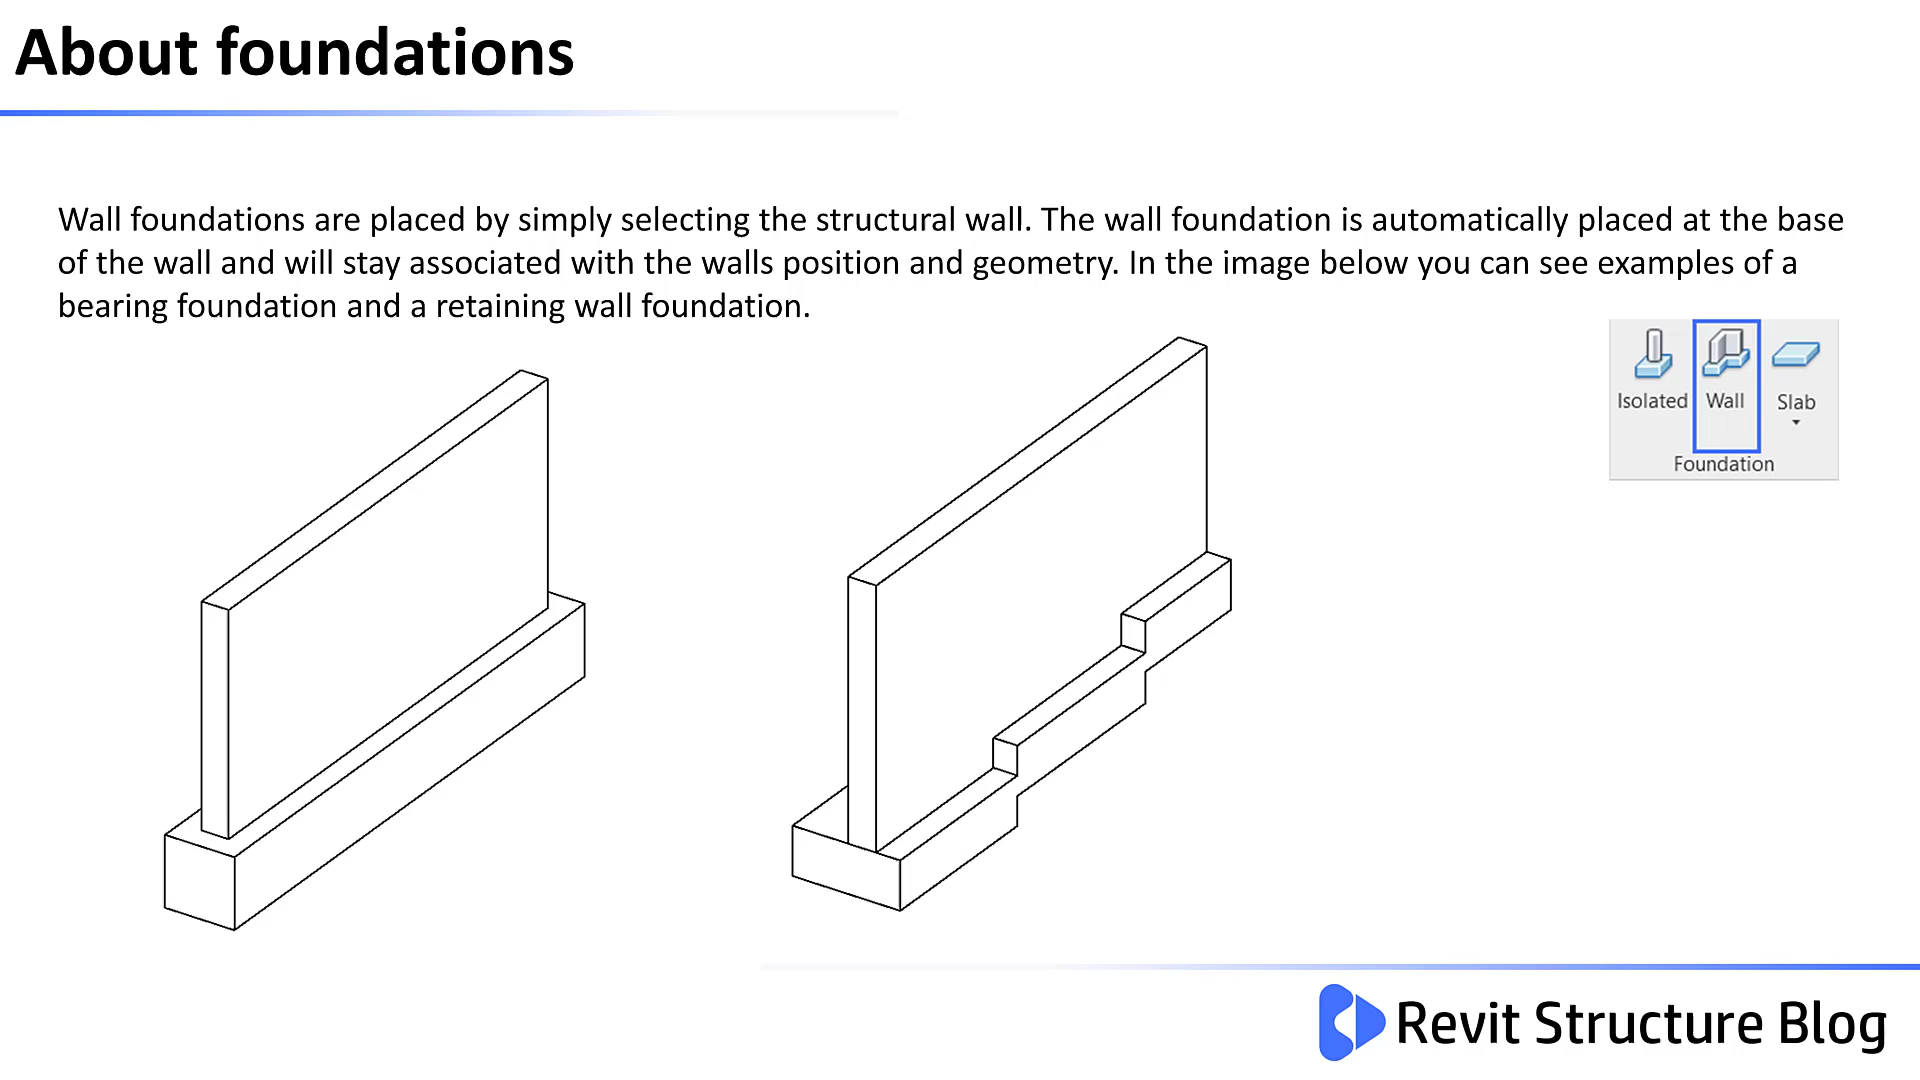 About foundations
Wall foundations are placed by simply selecting the structural wall. The wall foundation is automatically placed at the base
of the wall and will stay associated with the walls position and geometry. In the image below you can see examples of a
bearing foundation and a retaining wall foundation.
Isolated Wall Slab
Foundation
Revit Structure Blog